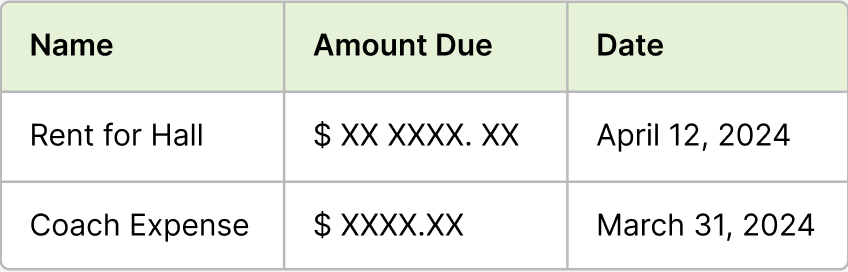 Name Amount Due Date
Rent for Hall $ XX XXXX. XX April 12, 2024
Coach Expense $ XXXX.XX March 31, 2024